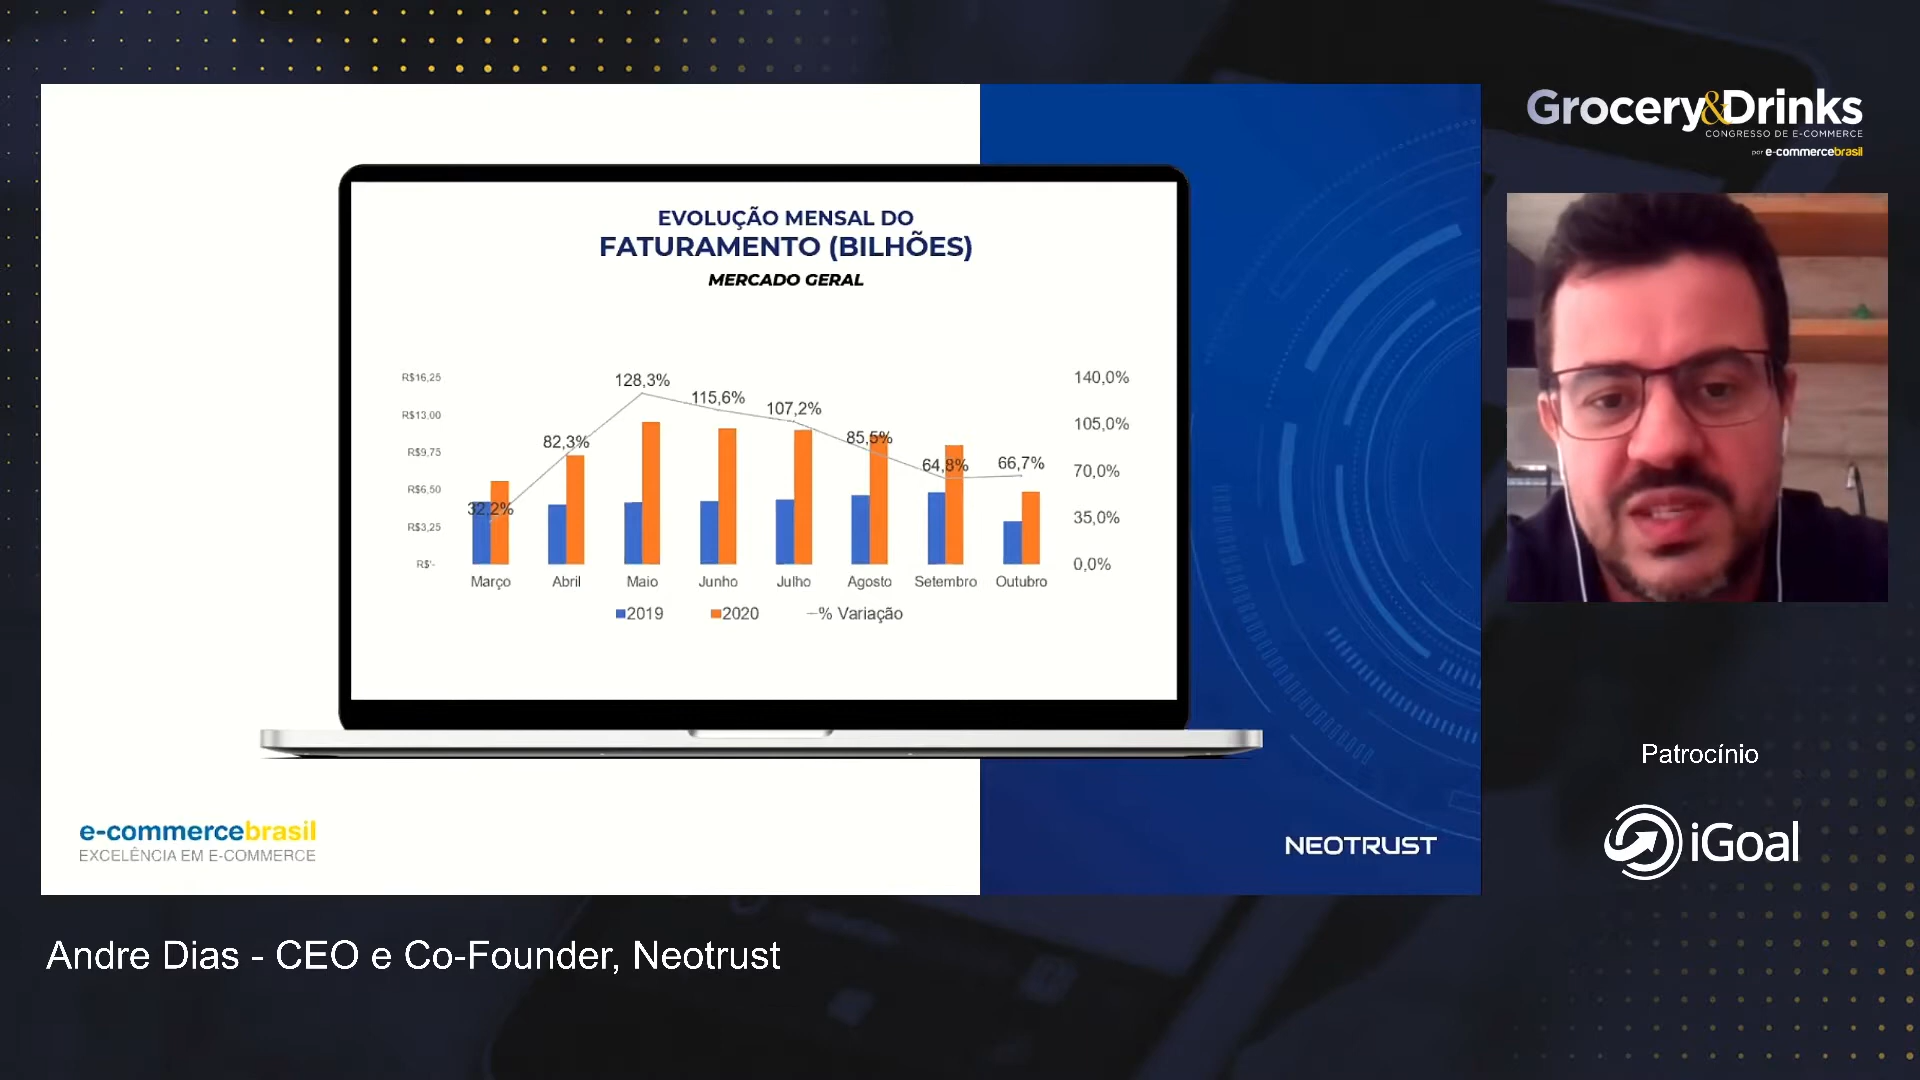 Grocery&Drinks
CONGRESSO DE E-COMMERCE
por e-commercebrasil
EVOLUÇÃO MENSAL DO
FATURAMENTO (BILHÕES)
MERCADO GERAL
R$16,25
R$13,00
R$9,75
R$6,50
R$3,25
R$'-
140,0%
105,0%
70,0%
35,0%
0,0%
32,2%
82,3%
128,3%
115,6%
107,2%
85,5%
64,8%
66,7%
Março Abril Maio Junho Julho Agosto Setembro Outubro
2019 2020 % Variação
e-commercebrasil
EXCELÊNCIA EM E-COMMERCE
NEOTRUST
Patrocínio
iGoal
Andre Dias - CEO e Co-Founder, Neotrust